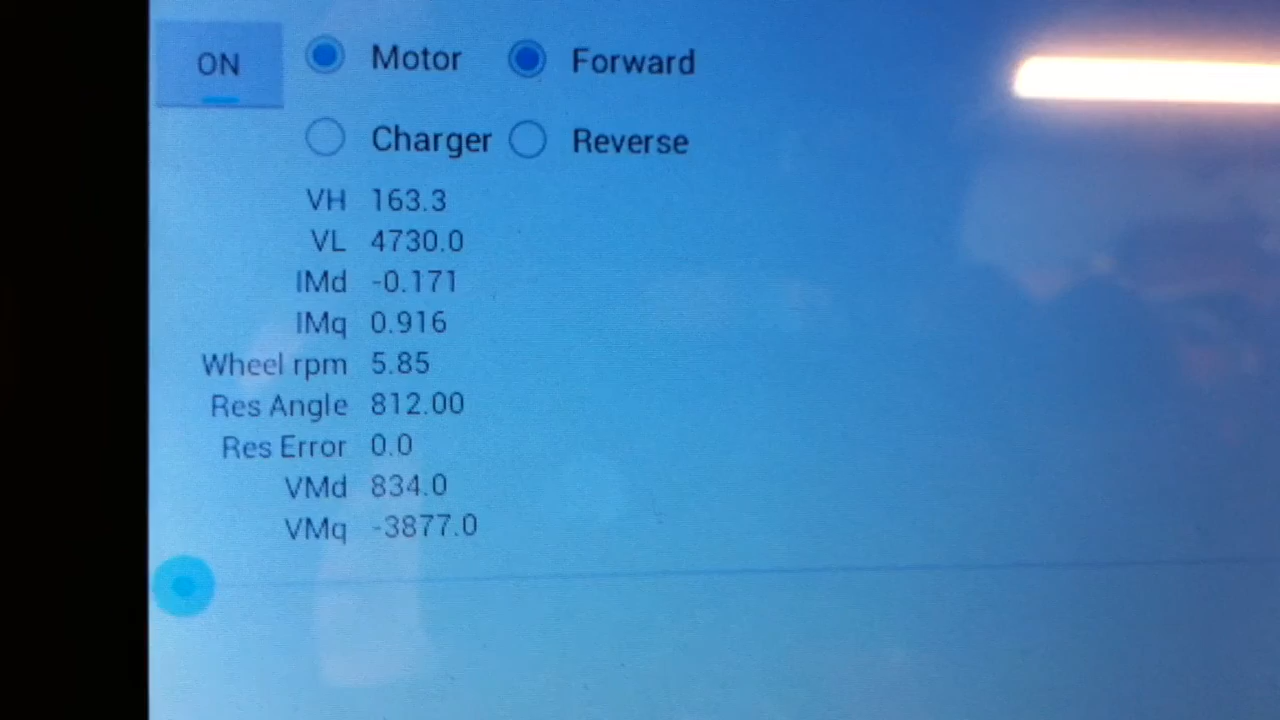 ON Motor Forward
Charger Reverse
VH 163.3
VL 4730.0
IMd -0.171
IMq 0.916
Wheel rpm 5.85
Res Angle 812.00
Res Error 0.0
VMd 834.0
VMq -3877.0